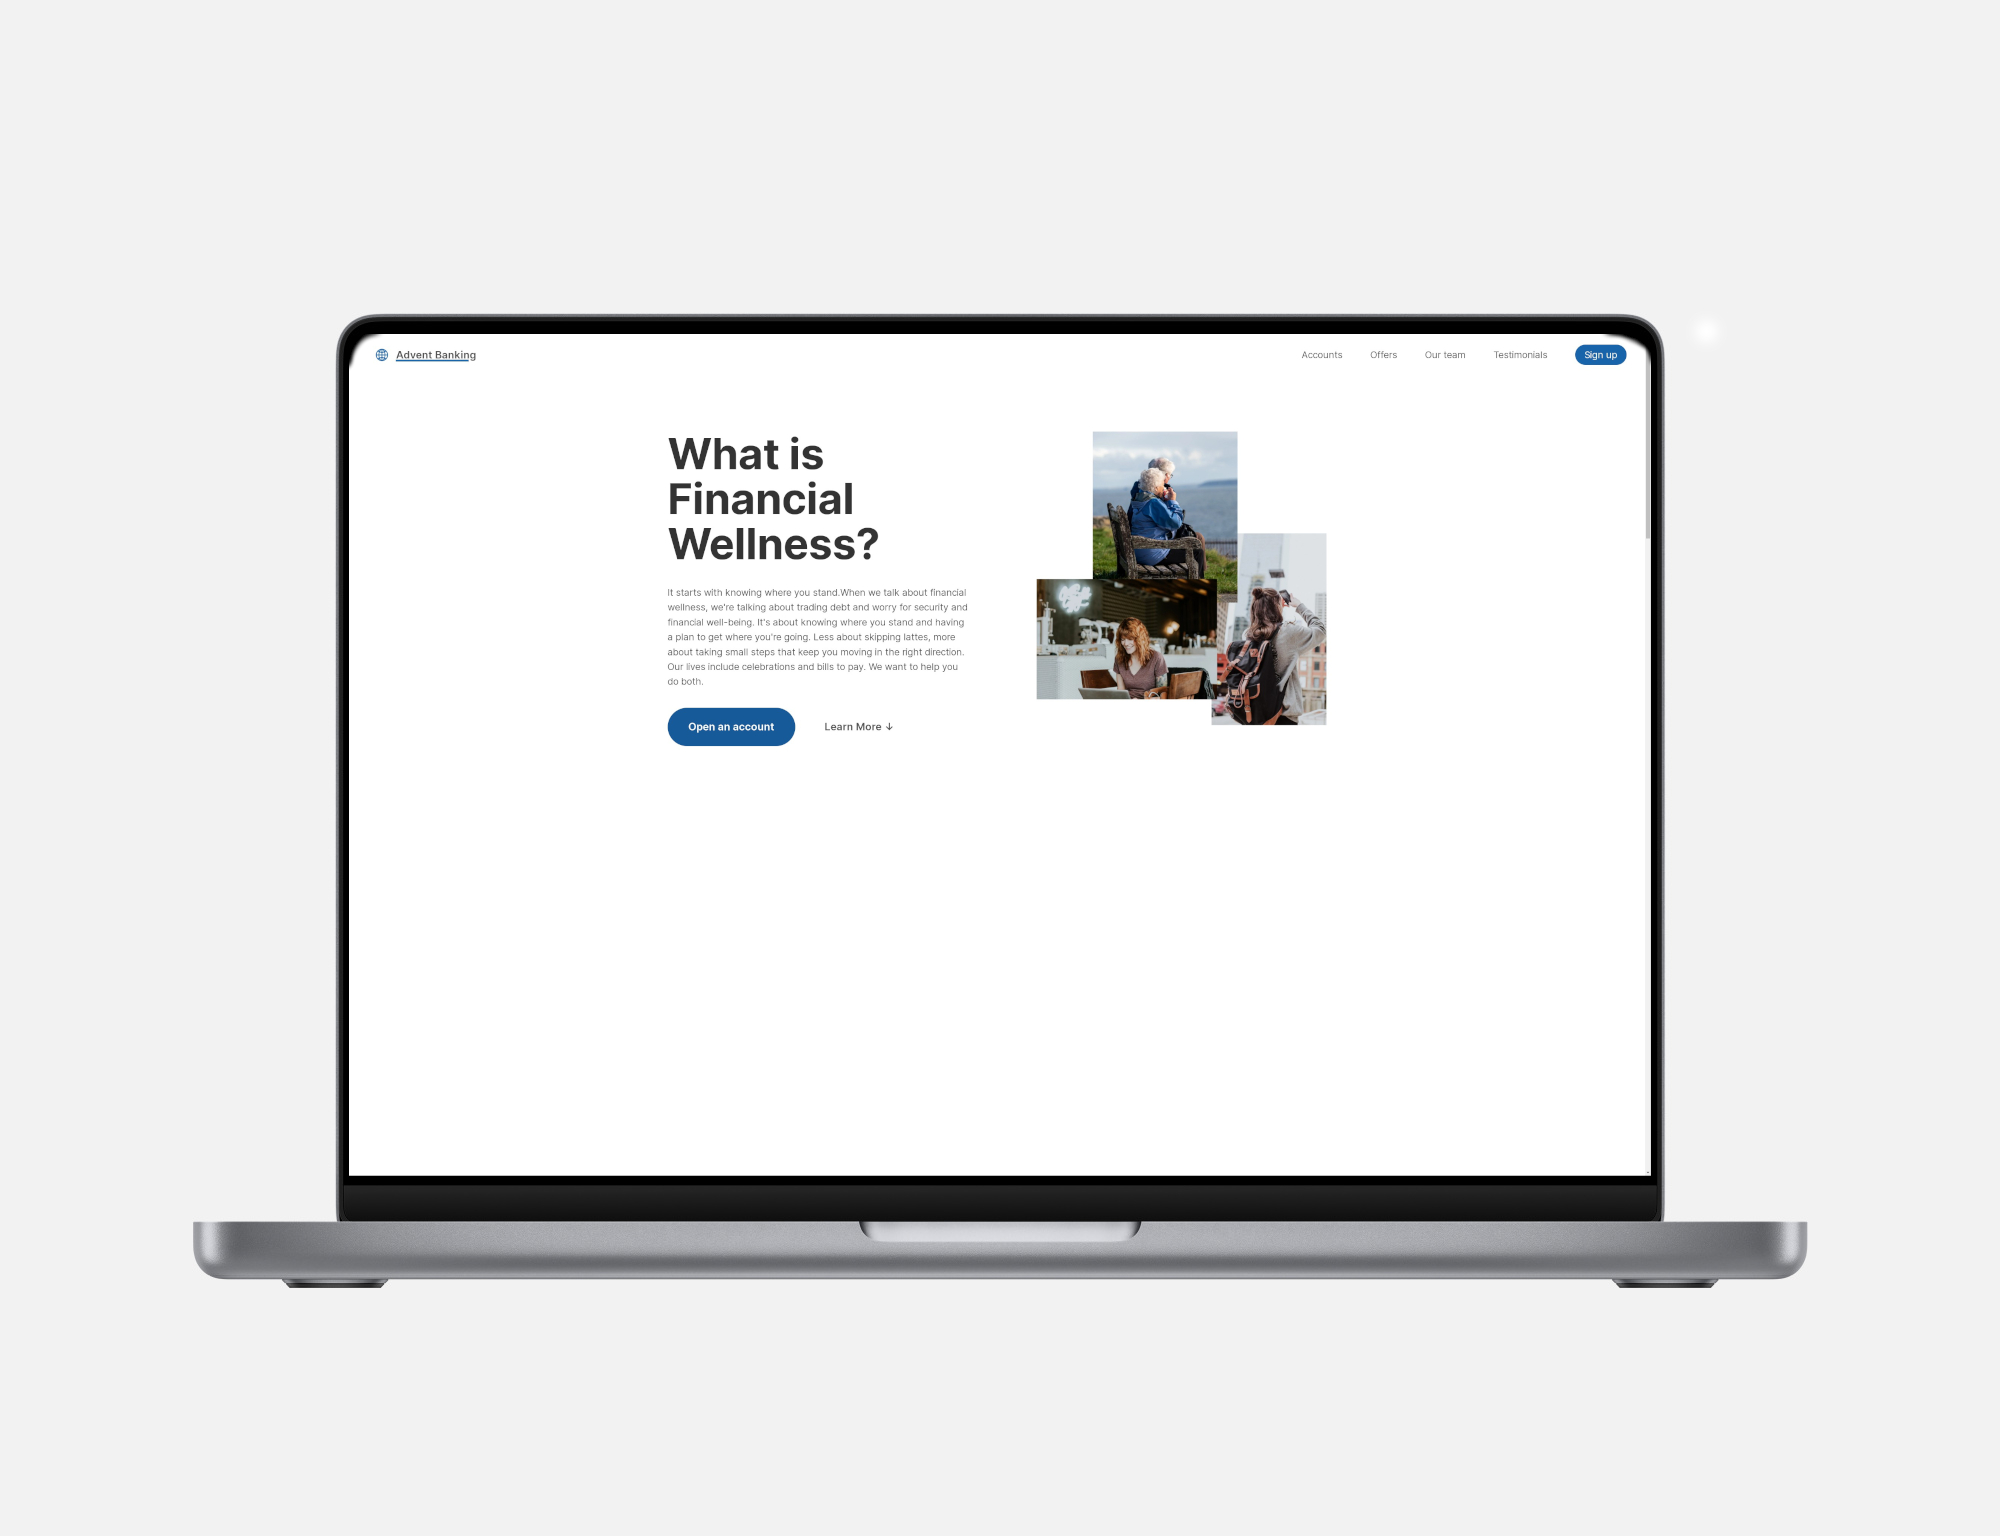 Advent Banking
Accounts
Offers
Our team
Testimonials
Sign up
What is
Financial
Wellness?
It starts with knowing where you stand.When we talk about financial
wellness, we're talking about trading debt and worry for security and
financial well-being. It's about knowing where you stand and having
a plan to get where you're going. Less about skipping lattes, more
about taking small steps that keep you moving in the right direction.
Our lives include celebrations and bills to pay. We want to help you
do both.
Open an account
Learn More ↓